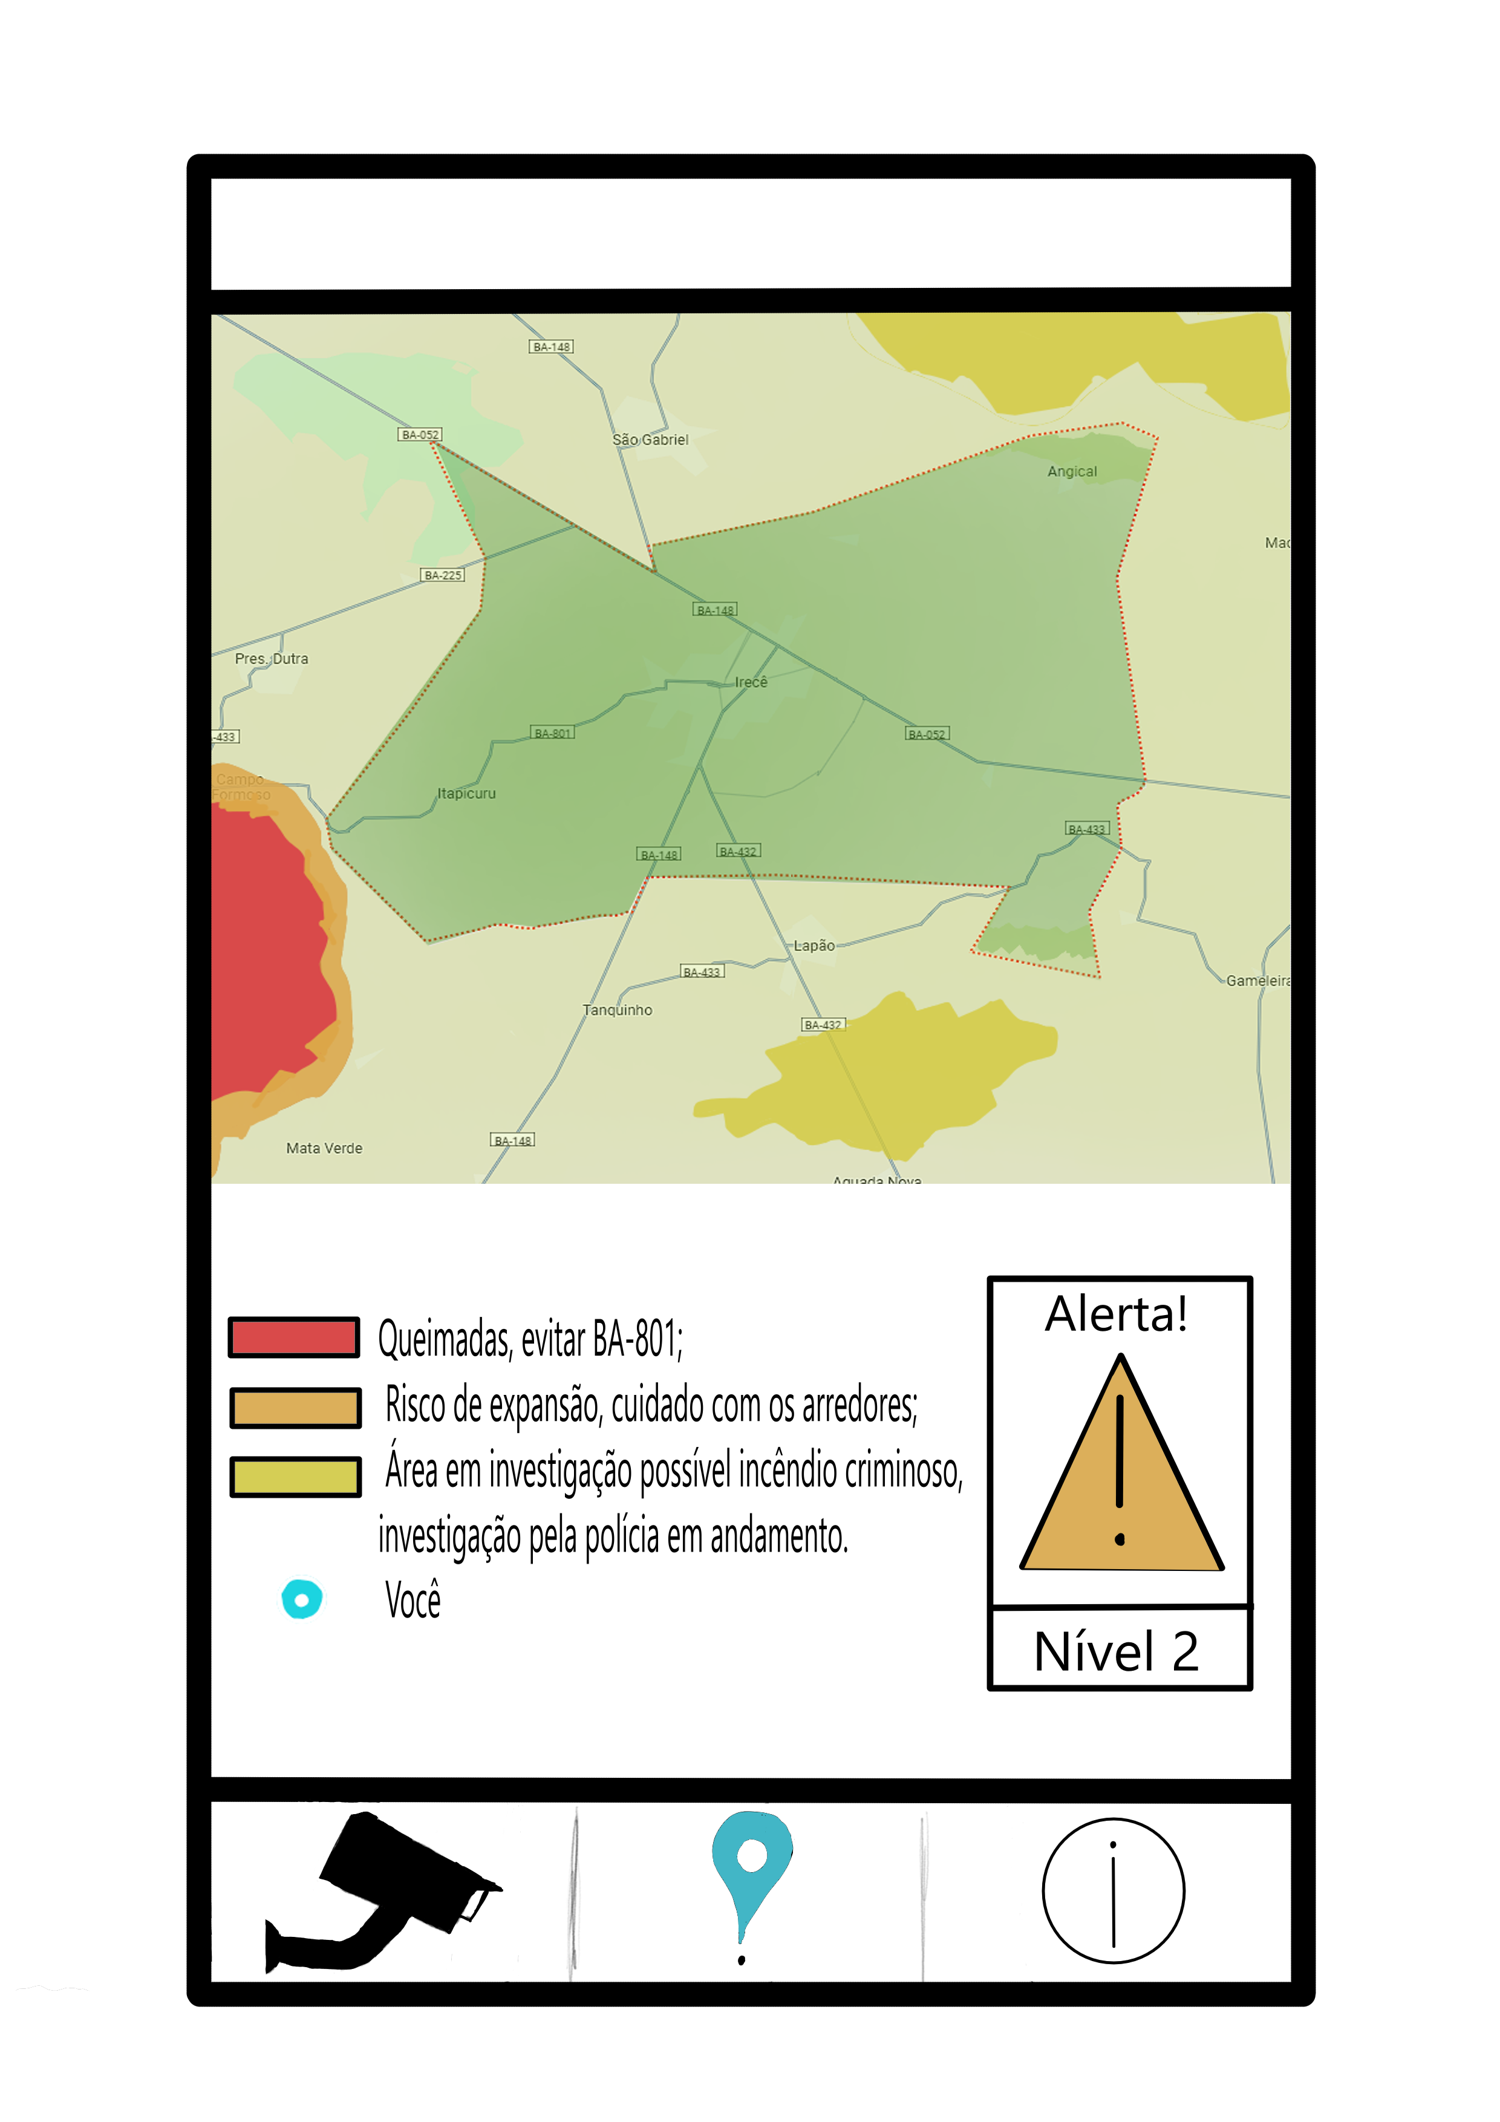 BA-148
BA-052
São Gabriel
Angical
Mac
BA-225
BA-148
Pres. Dutra
Irecê
-433
BA-801
BA-052
Campo
Formoso
Itapicuru
BA-433
BA-148
BA-432
Lapão
BA-433
Gameleira
Tanquinho
BA-432
BA-148
Mata Verde
Aguada Nova
Queimadas, evitar BA-801;
Risco de expansão, cuidado com os arredores;
Área em investigação possível incêndio criminoso,
investigação pela polícia em andamento.
Você
Alerta!
!
Nível 2
i